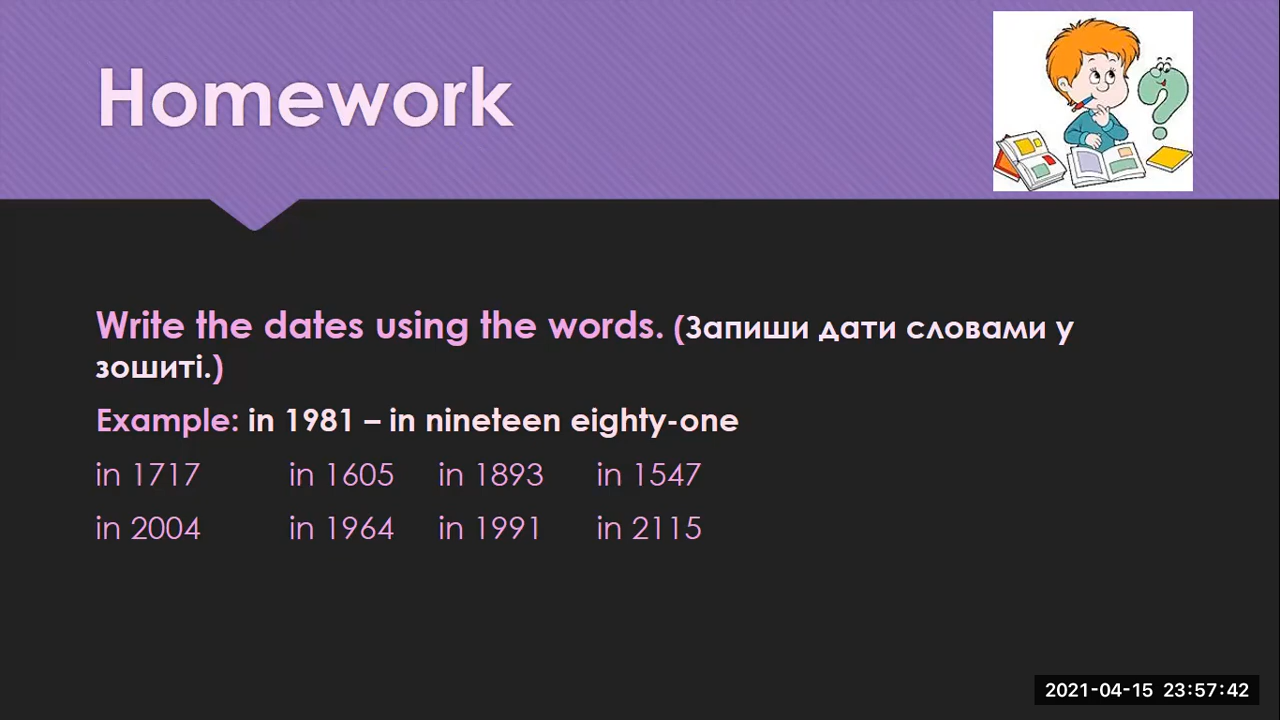 Homework
Write the dates using the words. (Запиши дати словами у
зошиті.)
Example: in 1981 – in nineteen eighty-one
in 1717 in 1605 in 1893 in 1547
in 2004 in 1964 in 1991 in 2115
2021-04-15 23:57:42